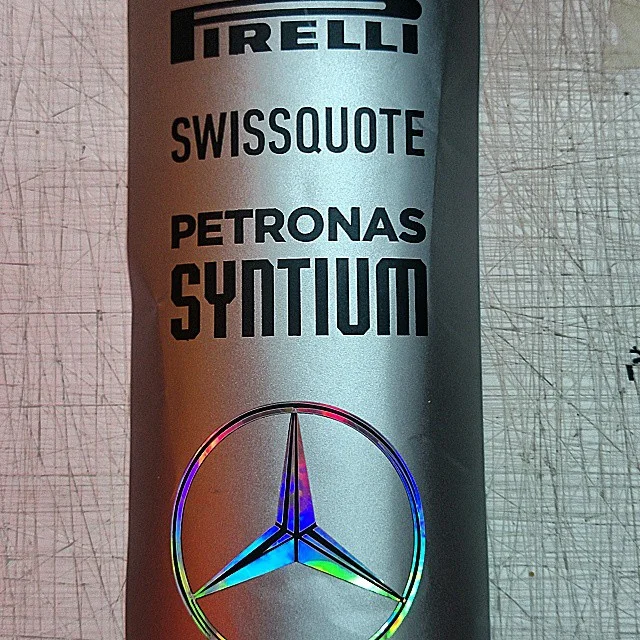 PIRELLI
SWISSQUOTE
PETRONAS
SYNTIUM